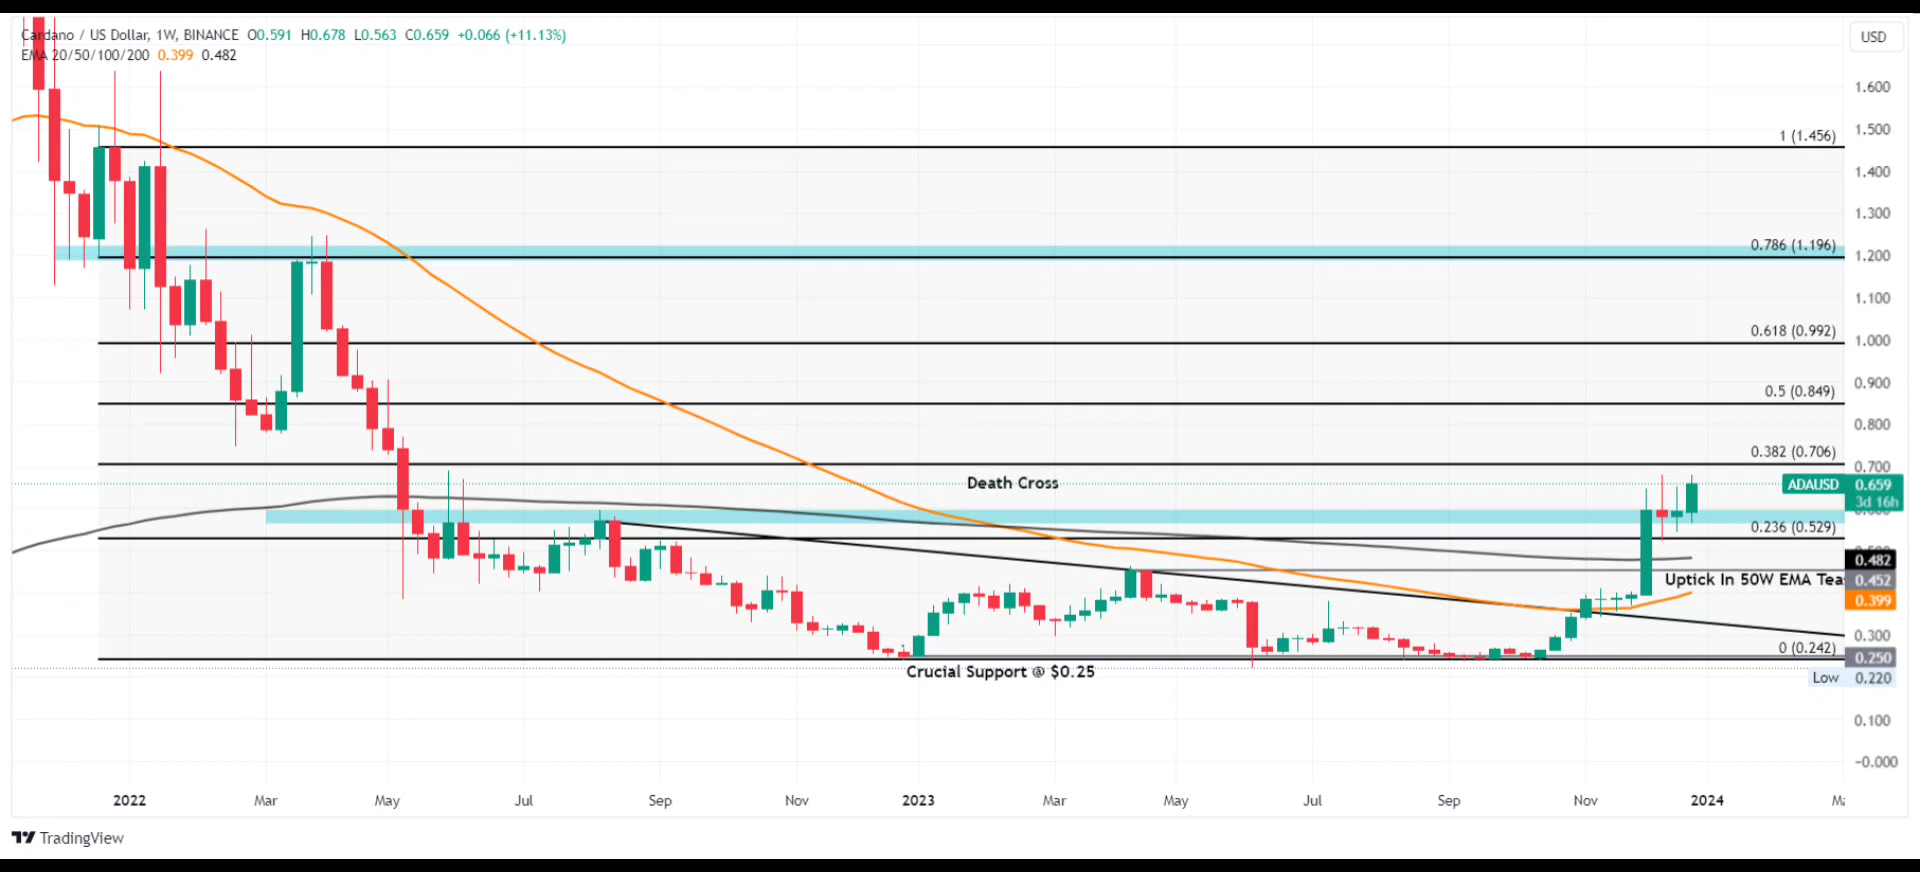 Cardano / US Dollar, 1W, BINANCE O0.591 H0.678 L0.563 C0.659 +0.066 (+11.13%)
USD
EMA 20/50/100/200 0.399 0.482
1.600
1.500
1 (1.456)
1.400
1.300
0.786 (1.196)
1.200
1.100
0.618 (0.992)
1.000
0.900
0.5 (0.849)
0.800
0.382 (0.706)
0.700
Death Cross
ADAUSD 0.659
3d 16h
0.236 (0.529)
0.482
Uptick In 50W EMA Tea
0.452
0.399
0.300
0 (0.242)
0.250
Crucial Support @ $0.25
Low 0.220
0.100
-0.000
2022 Mar May Jul Sep Nov 2023 Mar May Jul Sep Nov 2024
TradingView